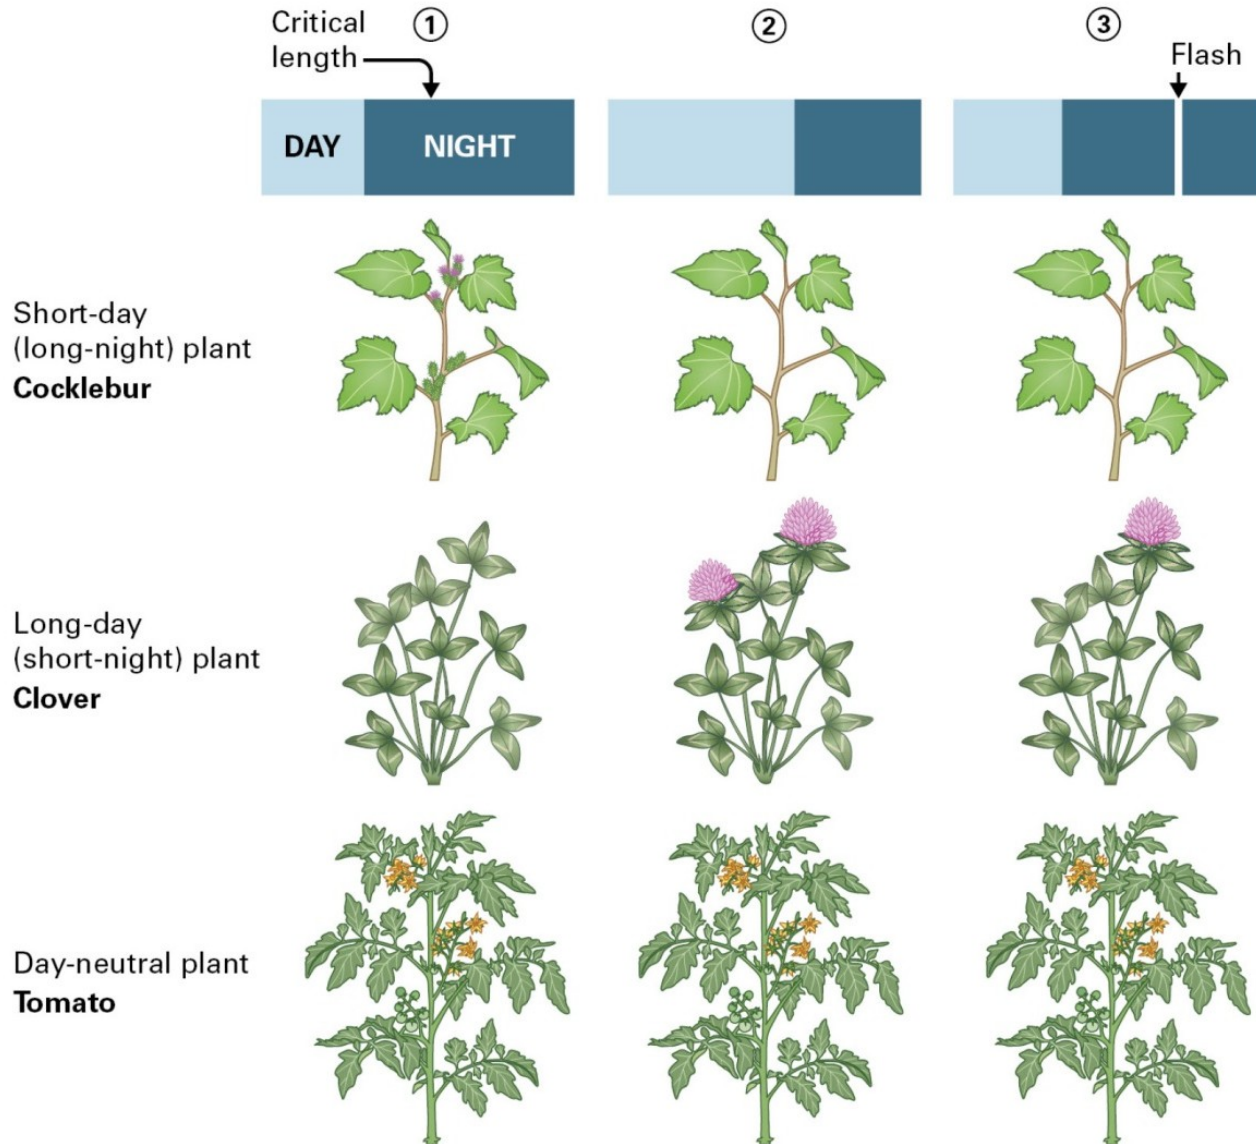 Critical
length
①
②
③
Flash
DAY
NIGHT
Short-day
(long-night) plant
Cocklebur
Long-day
(short-night) plant
Clover
Day-neutral plant
Tomato